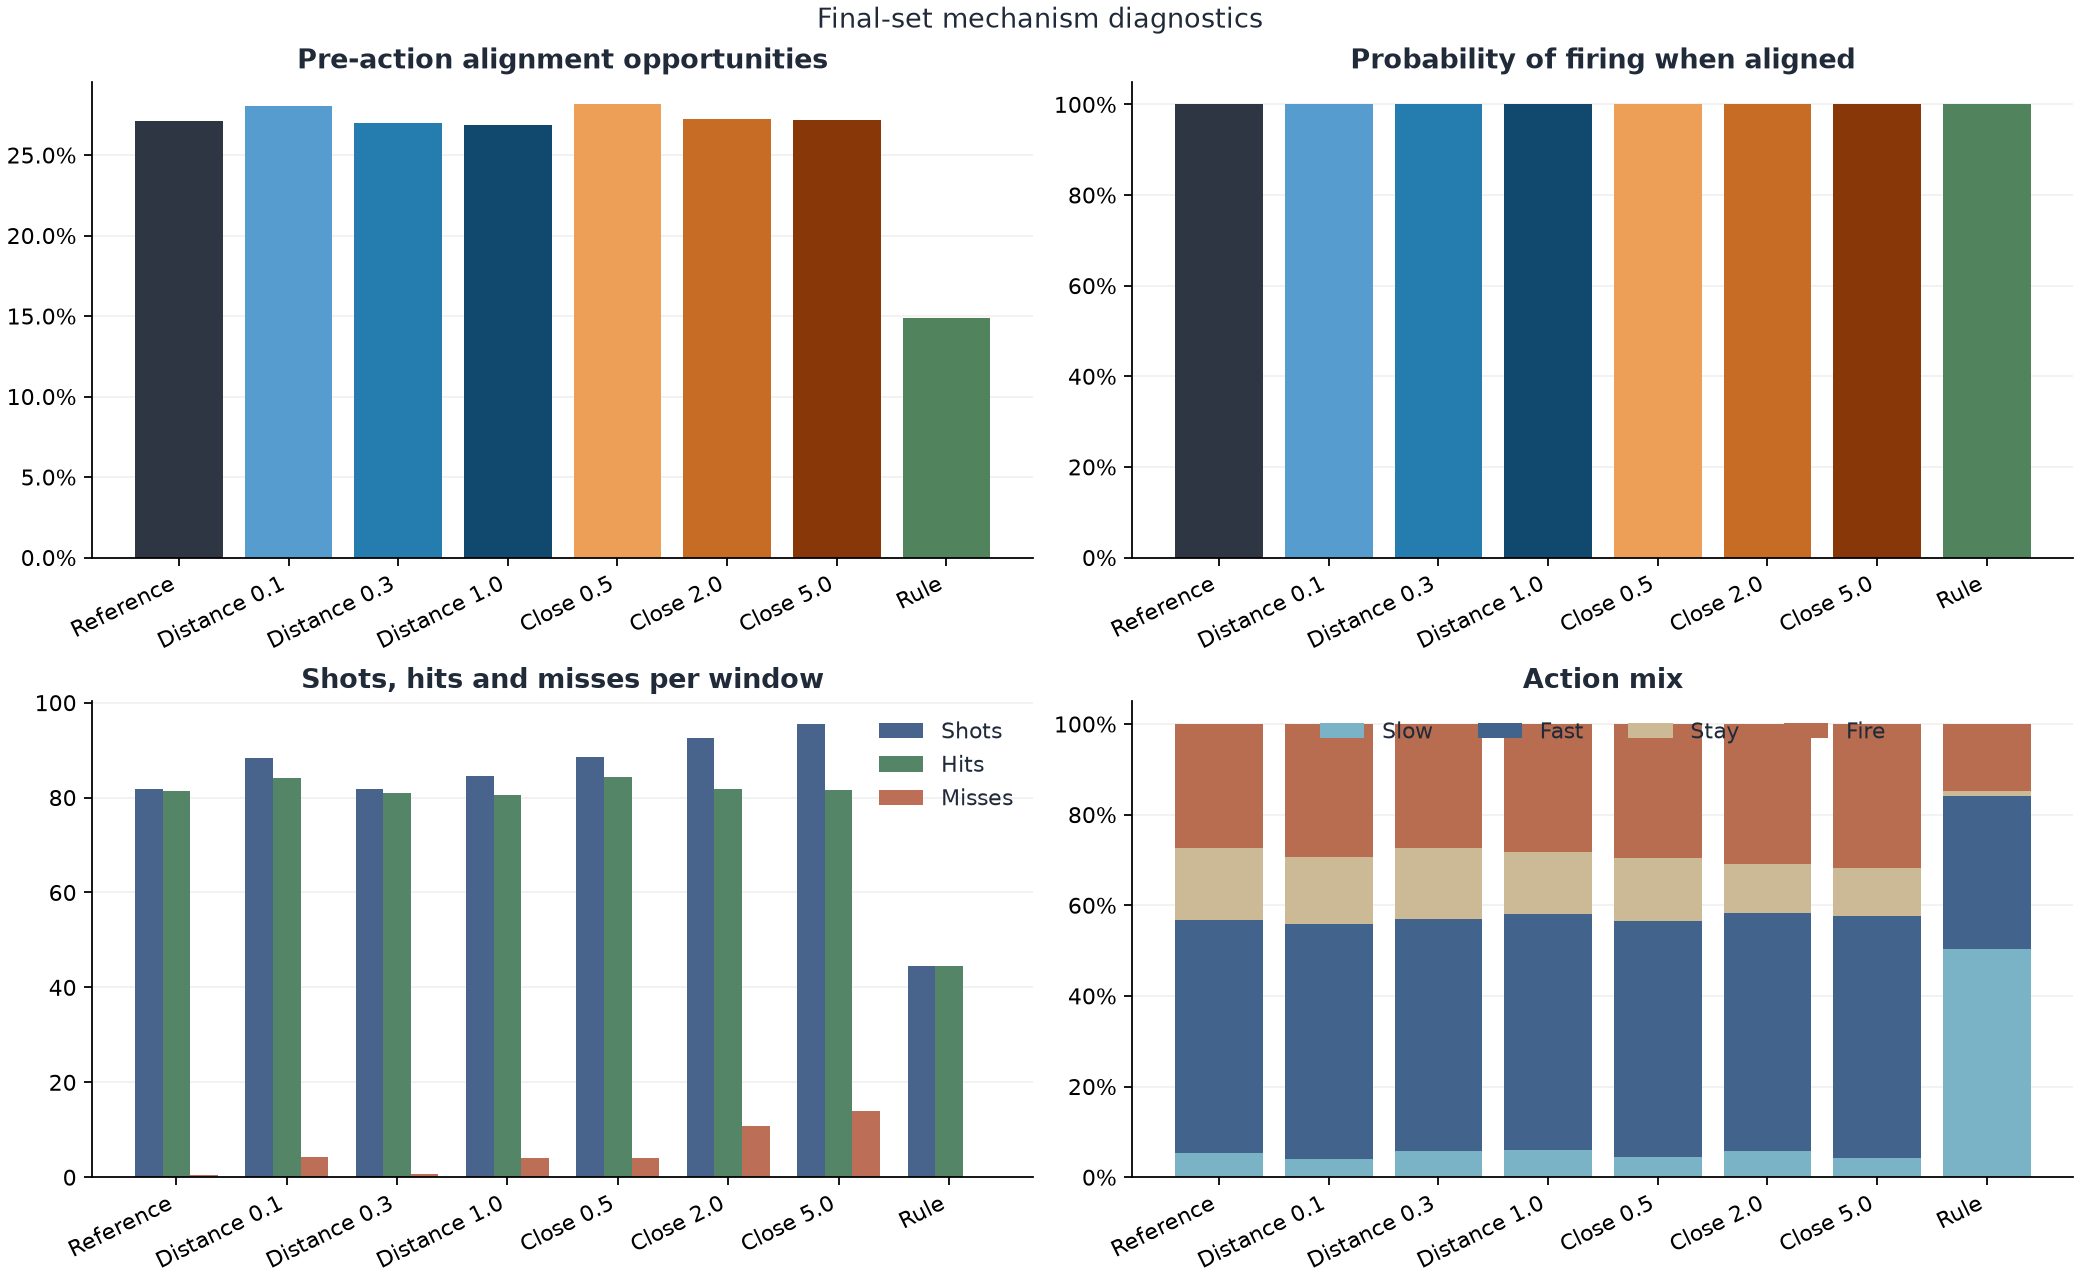 Final-set mechanism diagnostics
Pre-action alignment opportunities
25.0%
20.0%
15.0%
10.0%
5.0%
0.0%
Reference
Distance 0.1
Distance 0.3
Distance 1.0
Close 0.5
Close 2.0
Close 5.0
Rule
Probability of firing when aligned
100%
80%
60%
40%
20%
0%
Reference
Distance 0.1
Distance 0.3
Distance 1.0
Close 0.5
Close 2.0
Close 5.0
Rule
Shots, hits and misses per window
100
80
60
40
20
0
Shots
Hits
Misses
Reference
Distance 0.1
Distance 0.3
Distance 1.0
Close 0.5
Close 2.0
Close 5.0
Rule
Action mix
100%
80%
60%
40%
20%
0%
Slow
Fast
Stay
Fire
Reference
Distance 0.1
Distance 0.3
Distance 1.0
Close 0.5
Close 2.0
Close 5.0
Rule